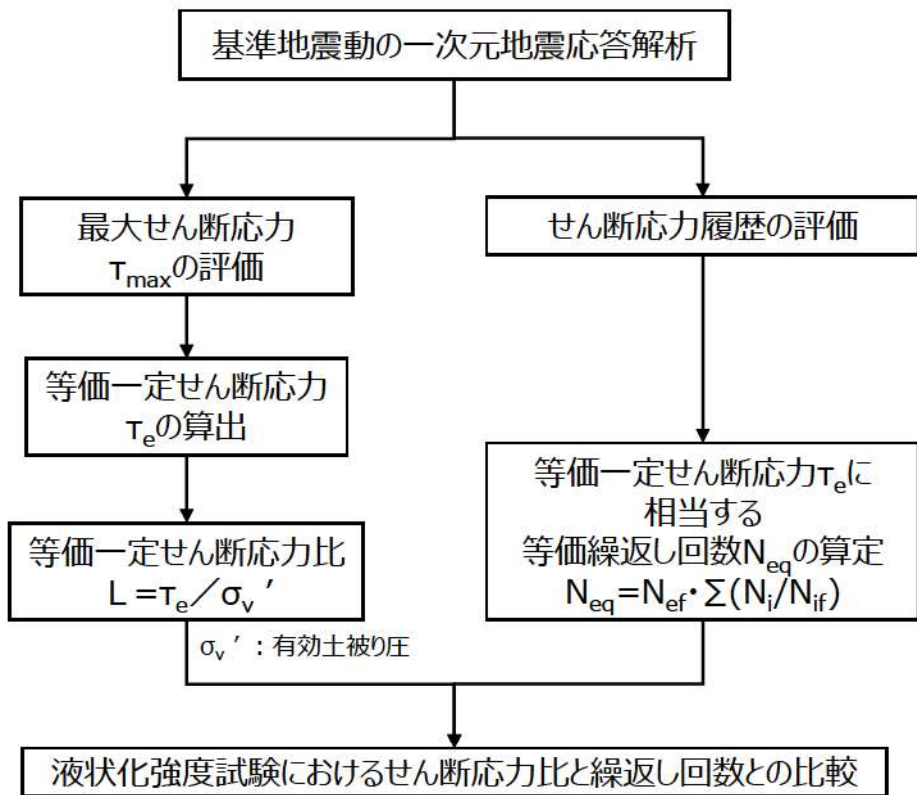 基準地震動の一次元地震応答解析
最大せん断応力
τmaxの評価
せん断応力履歴の評価
等価一定せん断応力
τeの算出
等価一定せん断応力比
L=τe／σv′
σv′：有効土被り圧
等価一定せん断応力τeに
相当する
等価繰返し回数Neqの算定
Neq=Nef・Σ(Ni/Nif)
液状化強度試験におけるせん断応力比と繰返し回数との比較